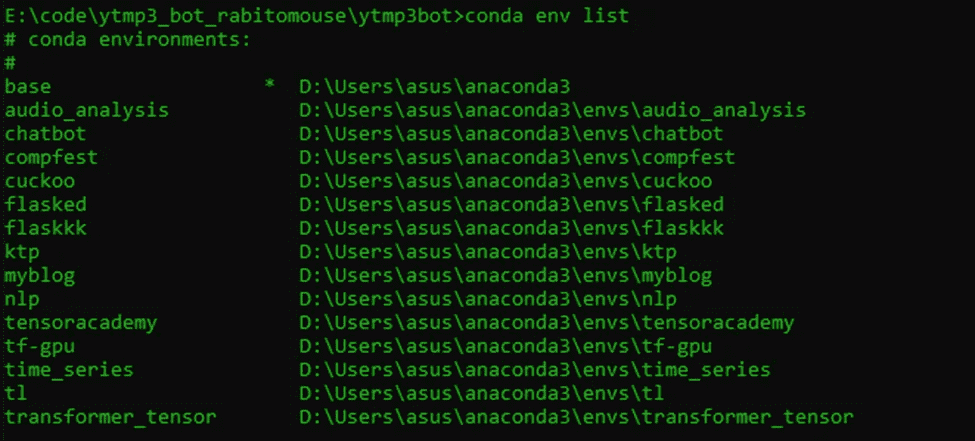 E:\code\ytmp3_bot_rabitomouse\ytmp3bot>conda env list
# conda environments:
#
base                  *  D:\Users\asus\anaconda3
audio_analysis           D:\Users\asus\anaconda3\envs\audio_analysis
chatbot                  D:\Users\asus\anaconda3\envs\chatbot
compfest                 D:\Users\asus\anaconda3\envs\compfest
cuckoo                   D:\Users\asus\anaconda3\envs\cuckoo
flasked                  D:\Users\asus\anaconda3\envs\flasked
flaskkk                  D:\Users\asus\anaconda3\envs\flaskkk
ktp                      D:\Users\asus\anaconda3\envs\ktp
myblog                   D:\Users\asus\anaconda3\envs\myblog
nlp                      D:\Users\asus\anaconda3\envs\nlp
tensoracademy            D:\Users\asus\anaconda3\envs\tensoracademy
tf-gpu                   D:\Users\asus\anaconda3\envs\tf-gpu
time_series              D:\Users\asus\anaconda3\envs\time_series
tl                       D:\Users\asus\anaconda3\envs\tl
transformer_tensor       D:\Users\asus\anaconda3\envs\transformer_tensor